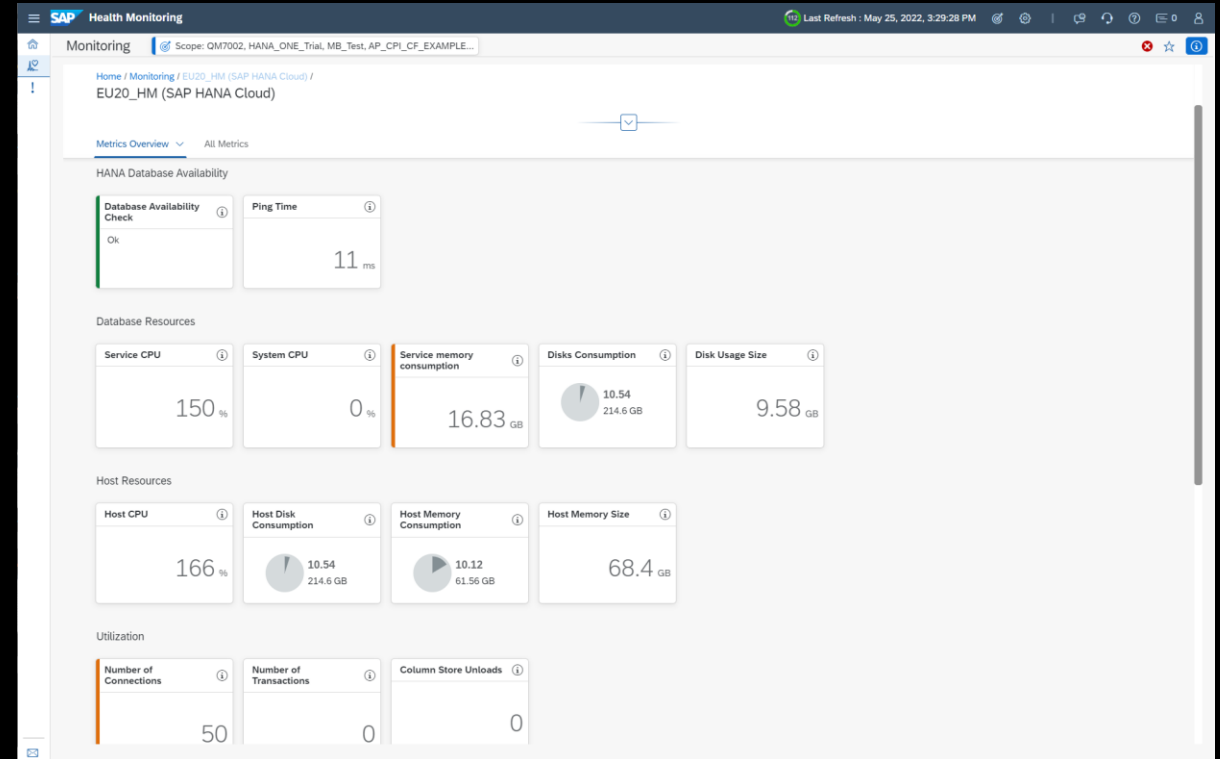 SAP Health Monitoring
112 Last Refresh : May 25, 2022, 3:29:28 PM
0
Monitoring
Scope: QM7002, HANA_ONE_Trial, MB_Test, AP_CPI_CF_EXAMPLE...
Home / Monitoring / EU20_HM (SAP HANA Cloud) /
EU20_HM (SAP HANA Cloud)
Metrics Overview
All Metrics
HANA Database Availability
Database Availability
Check
Ok
Ping Time
11 ms
Database Resources
Service CPU
150 %
System CPU
0 %
Service memory
consumption
16.83 GB
Disks Consumption
10.54
214.6 GB
Disk Usage Size
9.58 GB
Host Resources
Host CPU
166 %
Host Disk
Consumption
10.54
214.6 GB
Host Memory
Consumption
10.12
61.56 GB
Host Memory Size
68.4 GB
Utilization
Number of
Connections
50
Number of
Transactions
0
Column Store Unloads
0